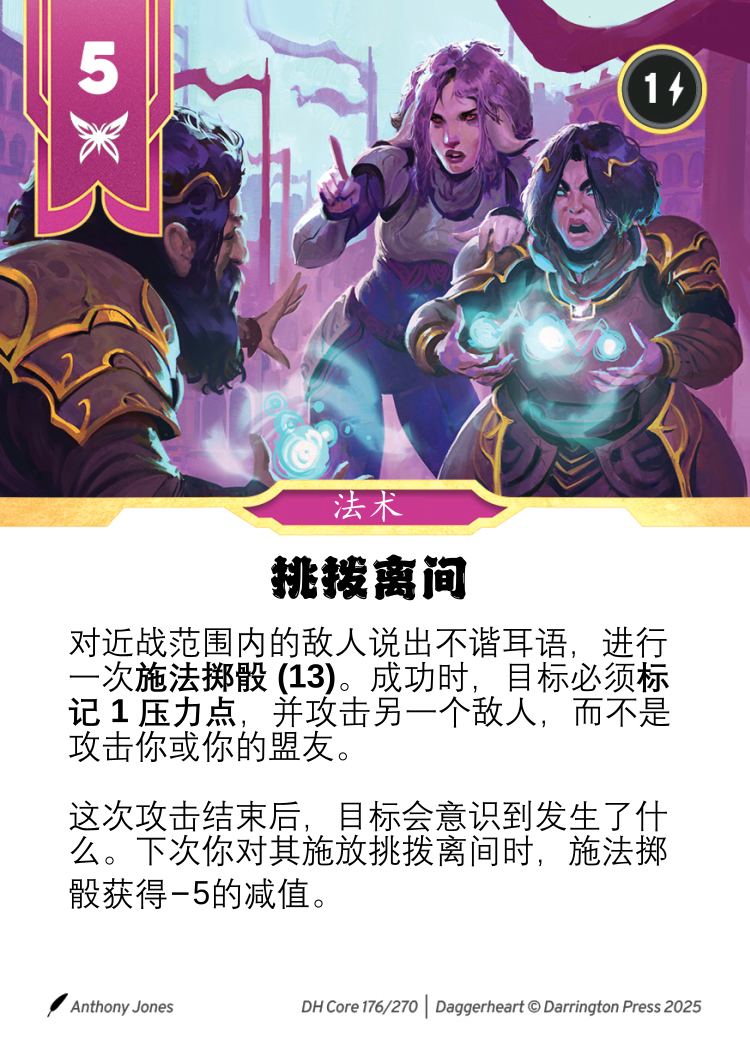 5
1
法术
挑拨离间
对近战范围内的敌人说出不谐耳语，进行
一次施法掷骰 (13)。成功时，目标必须标
记 1 压力点，并攻击另一个敌人，而不是
攻击你或你的盟友。
这次攻击结束后，目标会意识到发生了什
么。下次你对其施放挑拨离间时，施法掷
骰获得−5的减值。
Anthony Jones
DH Core 176/270 | Daggerheart © Darrington Press 2025